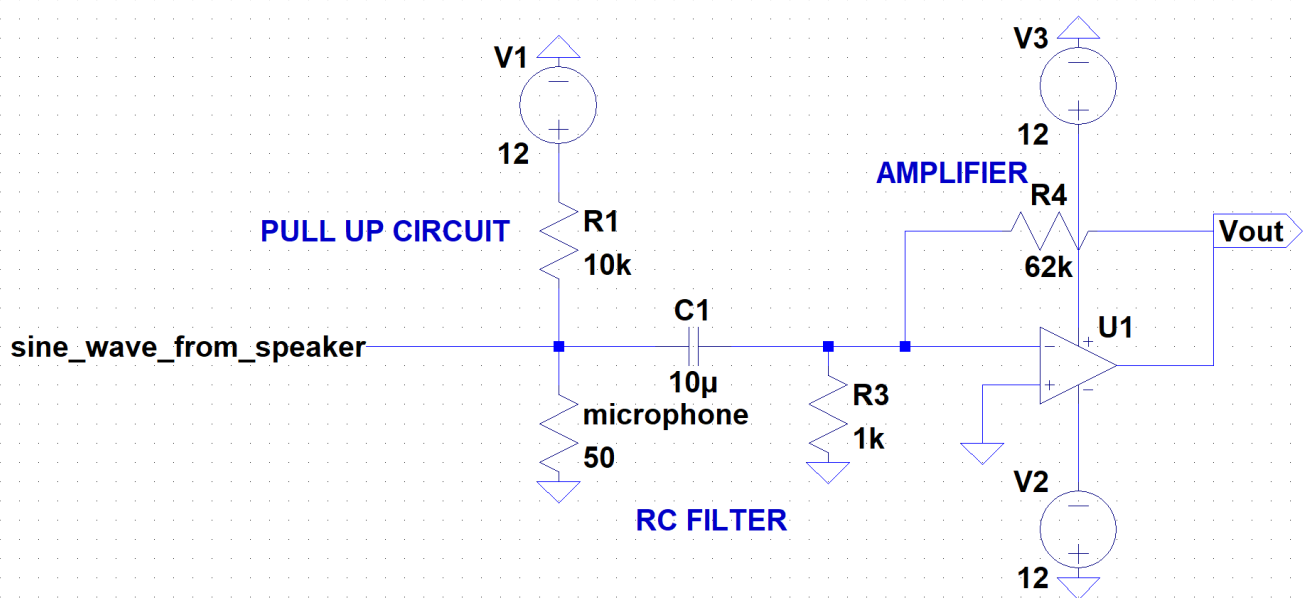 V1
12
PULL UP CIRCUIT
R1
10k
sine_wave_from_speaker
microphone
50
C1
10µ
RC FILTER
R3
1k
AMPLIFIER
V3
12
R4
62k
Vout
U1
V2
12